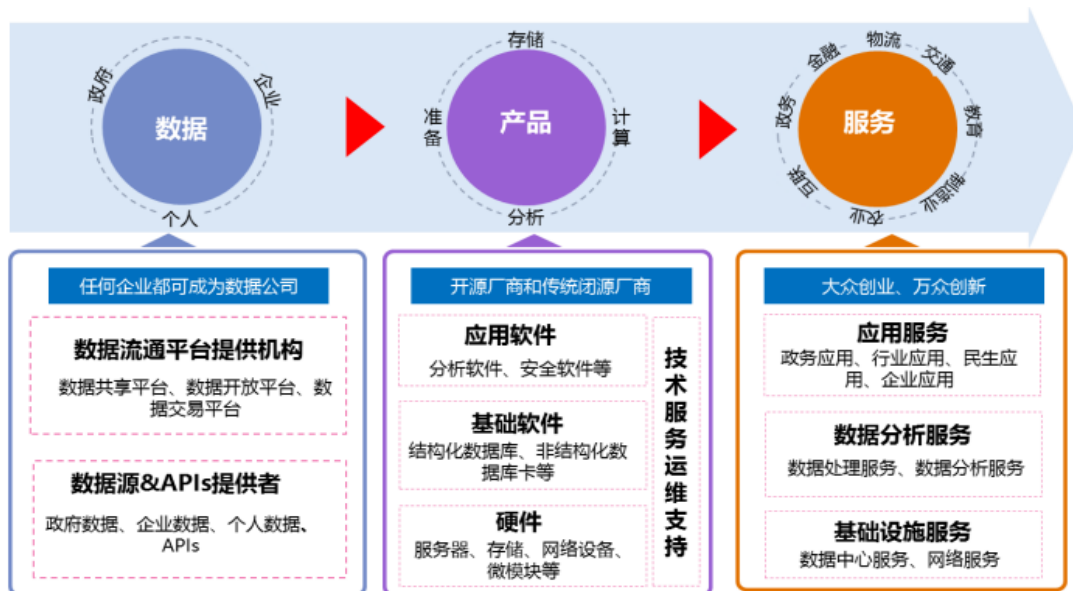 数据
政府
企业
个人
产品
存储
准备
计算
分析
服务
政务
金融
物流
交通
教育
制造业
农业
互联
任何企业都可成为数据公司
数据流通平台提供机构
数据共享平台、数据开放平台、数
据交易平台
数据源&APIs提供者
政府数据、企业数据、个人数据、
APIs
开源厂商和传统闭源厂商
应用软件
分析软件、安全软件等
基础软件
结构化数据库、非结构化数
据库卡等
硬件
服务器、存储、网络设备、
微模块等
技术服务运维支持
大众创业、万众创新
应用服务
政务应用、行业应用、民生应
用、企业应用
数据分析服务
数据处理服务、数据分析服务
基础设施服务
数据中心服务、网络服务